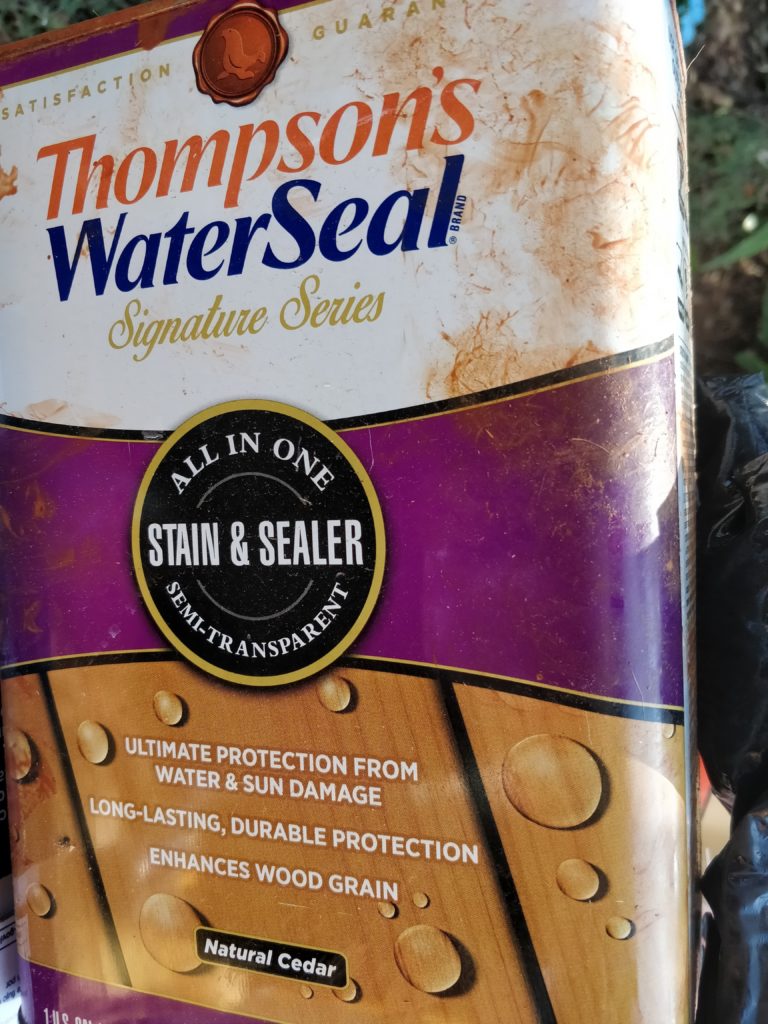 SATISFACTION
Thompson's
WaterSeal
® BRAND
Signature Series
ALL IN ONE
STAIN & SEALER
SEMI-TRANSPARENT
ULTIMATE PROTECTION FROM
WATER & SUN DAMAGE
LONG-LASTING, DURABLE PROTECTION
ENHANCES WOOD GRAIN
Natural Cedar
1 U.S.